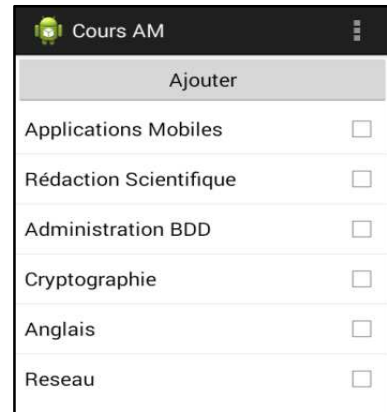 Cours AM
Ajouter
Applications Mobiles
Rédaction Scientifique
Administration BDD
Cryptographie
Anglais
Reseau